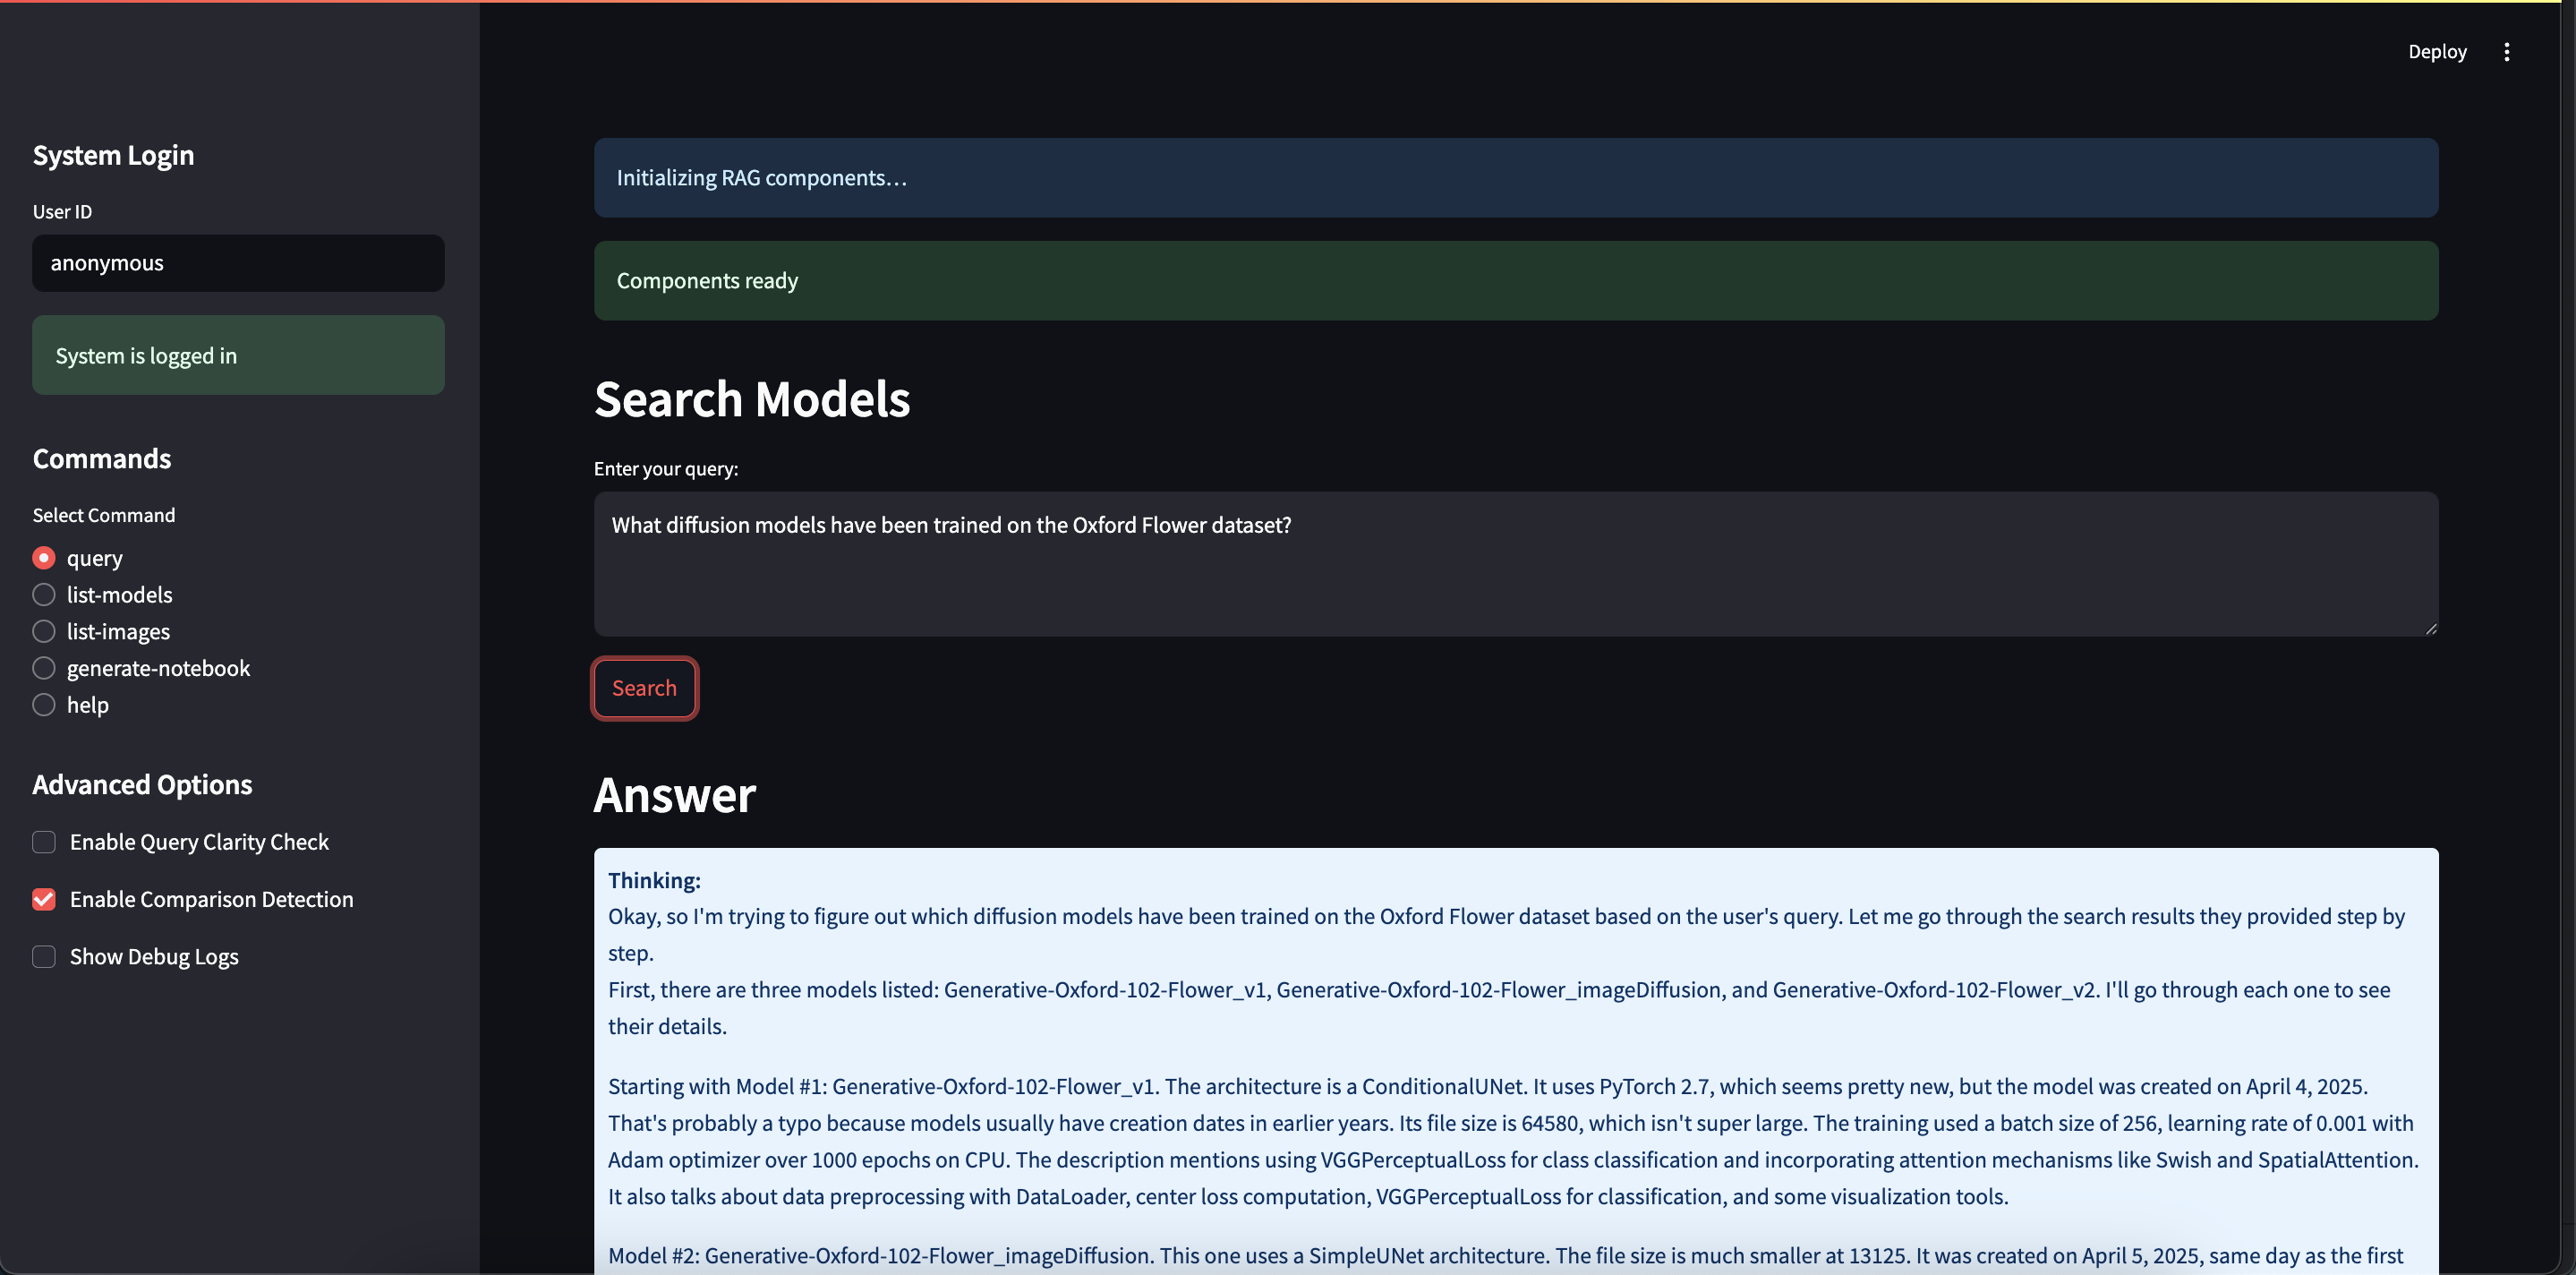 Deploy
System Login
User ID
anonymous
System is logged in
Commands
Select Command
query
list-models
list-images
generate-notebook
help
Advanced Options
Enable Query Clarity Check
Enable Comparison Detection
Show Debug Logs
Initializing RAG components...
Components ready
Search Models
Enter your query:
What diffusion models have been trained on the Oxford Flower dataset?
Search
Answer
Thinking:
Okay, so I'm trying to figure out which diffusion models have been trained on the Oxford Flower dataset based on the user's query. Let me go through the search results they provided step by
step.
First, there are three models listed: Generative-Oxford-102-Flower_v1, Generative-Oxford-102-Flower_imageDiffusion, and Generative-Oxford-102-Flower_v2. I'll go through each one to see
their details.
Starting with Model #1: Generative-Oxford-102-Flower_v1. The architecture is a ConditionalUNet. It uses PyTorch 2.7, which seems pretty new, but the model was created on April 4, 2025.
That's probably a typo because models usually have creation dates in earlier years. Its file size is 64580, which isn't super large. The training used a batch size of 256, learning rate of 0.001 with
Adam optimizer over 1000 epochs on CPU. The description mentions using VGGPerceptualLoss for class classification and incorporating attention mechanisms like Swish and SpatialAttention.
It also talks about data preprocessing with DataLoader, center loss computation, VGGPerceptualLoss for classification, and some visualization tools.
Model #2: Generative-Oxford-102-Flower_imageDiffusion. This one uses a SimpleUNet architecture. The file size is much smaller at 13125. It was created on April 5, 2025, same day as the first